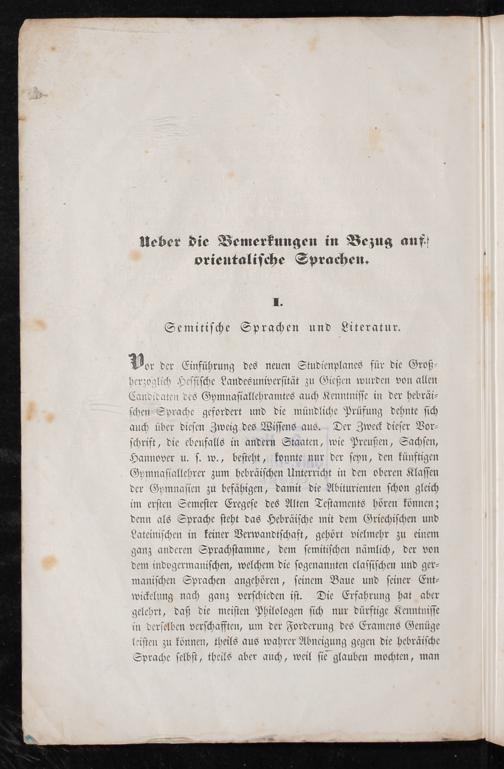 Ueber die Bemerkungen in Bezug auf
orientalische Sprachen.
I.
Semitische Sprachen und Literatur.
Vor der Einführung des neuen Studienplanes für die Groß-
herzoglich Hessische Landesuniversität zu Gießen wurden von allen
Candidaten des Gymnasiallehramtes auch Kenntnisse in der hebräi-
schen Sprache gefordert und die mündliche Prüfung dehnte sich
auch über diesen Zweig des Wissens aus. Der Zweck dieser Vor-
schrift, die ebenfalls in andern Staaten, wie Preußen, Sachsen,
Hannover u. s. w., besteht, konnte nur der seyn, den künftigen
Gymnasiallehrer zum hebräischen Unterricht in den oberen Klassen
der Gymnasien zu befähigen, damit die Abiturienten schon gleich
im ersten Semester Exegese des Alten Testaments hören können;
denn als Sprache steht das Hebräische mit dem Griechischen und
Lateinischen in keiner Verwandtschaft, gehört vielmehr zu einem
ganz anderen Sprachstamme, dem semitischen nämlich, der von
dem indogermanischen, welchem die sogenannten classischen und ger-
manischen Sprachen angehören, seinem Baue und seiner Ent-
wickelung nach ganz verschieden ist. Die Erfahrung hat aber
gelehrt, daß die meisten Philologen sich nur dürftige Kenntnisse
in derselben verschafften, um der Forderung des Examens Genüge
leisten zu können, theils aus wahrer Abneigung gegen die hebräische
Sprache selbst, theils aber auch, weil sie glauben mochten, man